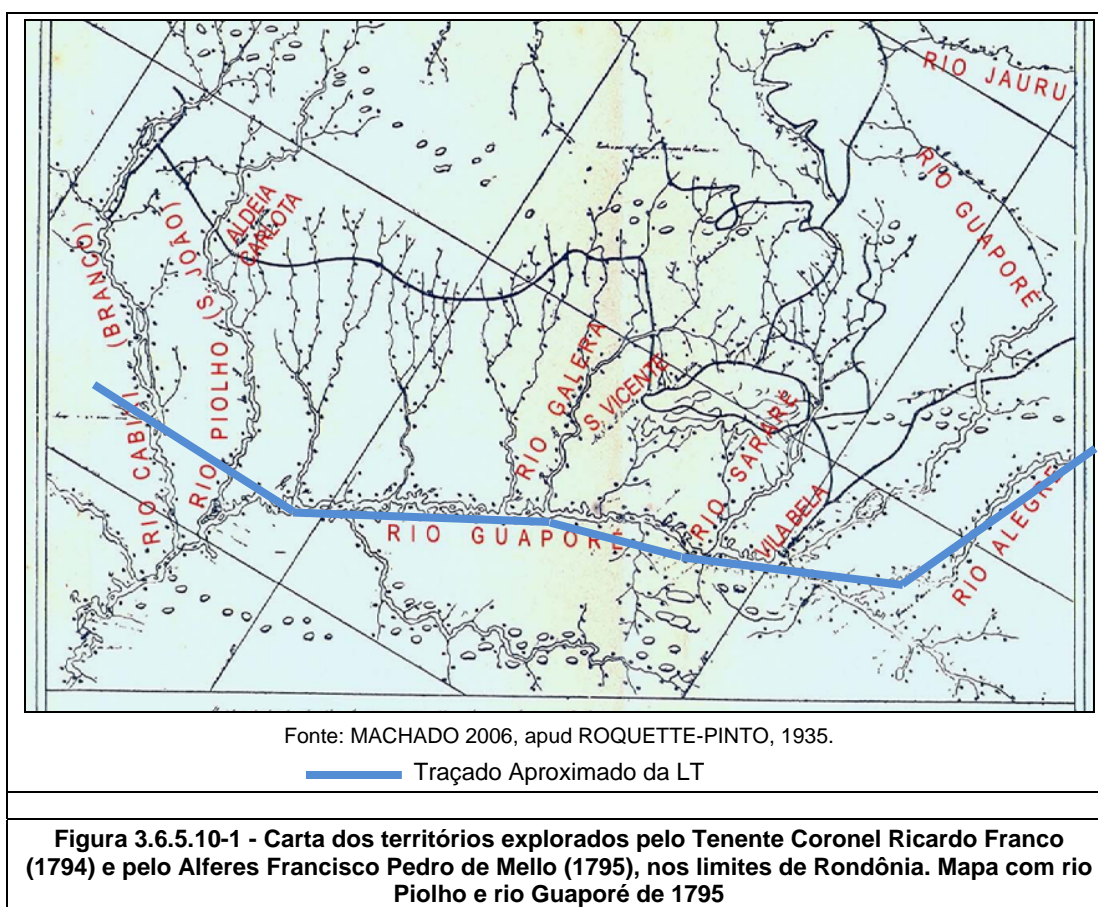 RIO JAURU
RIO GUAPORÉ
(BRANCO)
RIO CABIXI
RIO PIOLHO (S. JOAO)
ALDEIA
CARLOTA
RIO GALERA
S. VICENTE
RIO SARARÉ
VILA BELA
RIO GUAPORÉ
RIO ALEGRE
Fonte: MACHADO 2006, apud ROQUETTE-PINTO, 1935.
Traçado Aproximado da LT
Figura 3.6.5.10-1 - Carta dos territórios explorados pelo Tenente Coronel Ricardo Franco
(1794) e pelo Alferes Francisco Pedro de Mello (1795), nos limites de Rondônia. Mapa com rio
Piolho e rio Guaporé de 1795